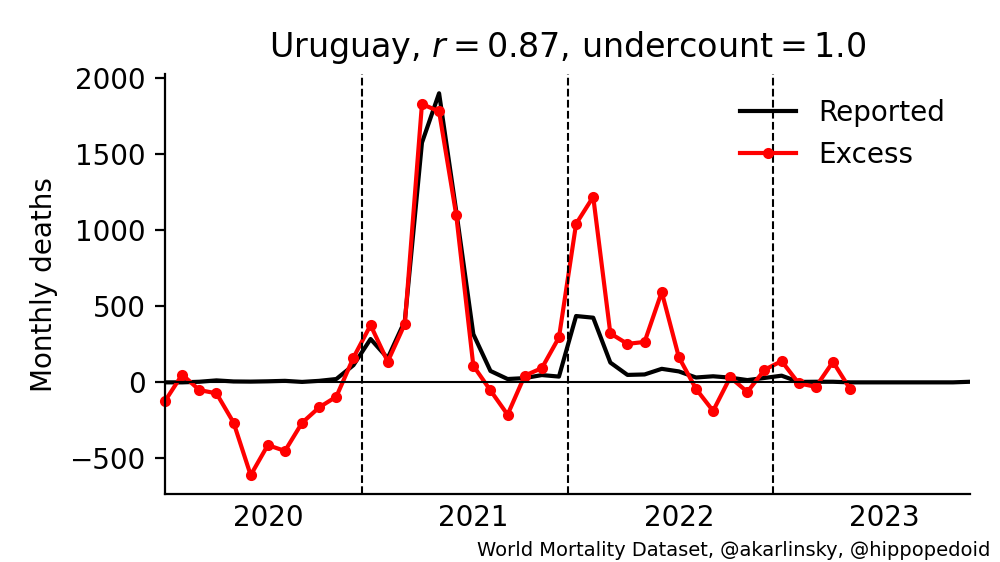 Uruguay, r = 0.87, undercount = 1.0
Monthly deaths
2000
1500
1000
500
0
−500
Reported
Excess
2020 2021 2022 2023
World Mortality Dataset, @akarlinsky, @hippopedoid